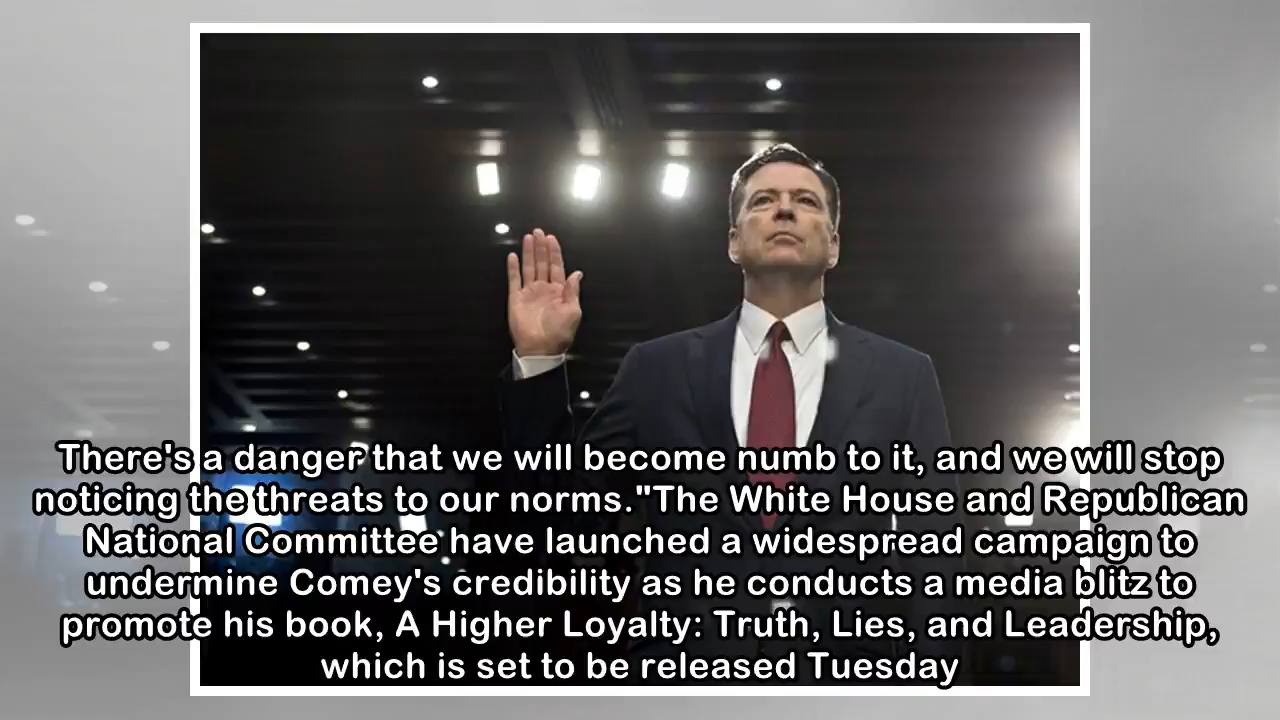 There's a danger that we will become numb to it, and we will stop
noticing the threats to our norms."The White House and Republican
National Committee have launched a widespread campaign to
undermine Comey's credibility as he conducts a media blitz to
promote his book, A Higher Loyalty: Truth, Lies, and Leadership,
which is set to be released Tuesday